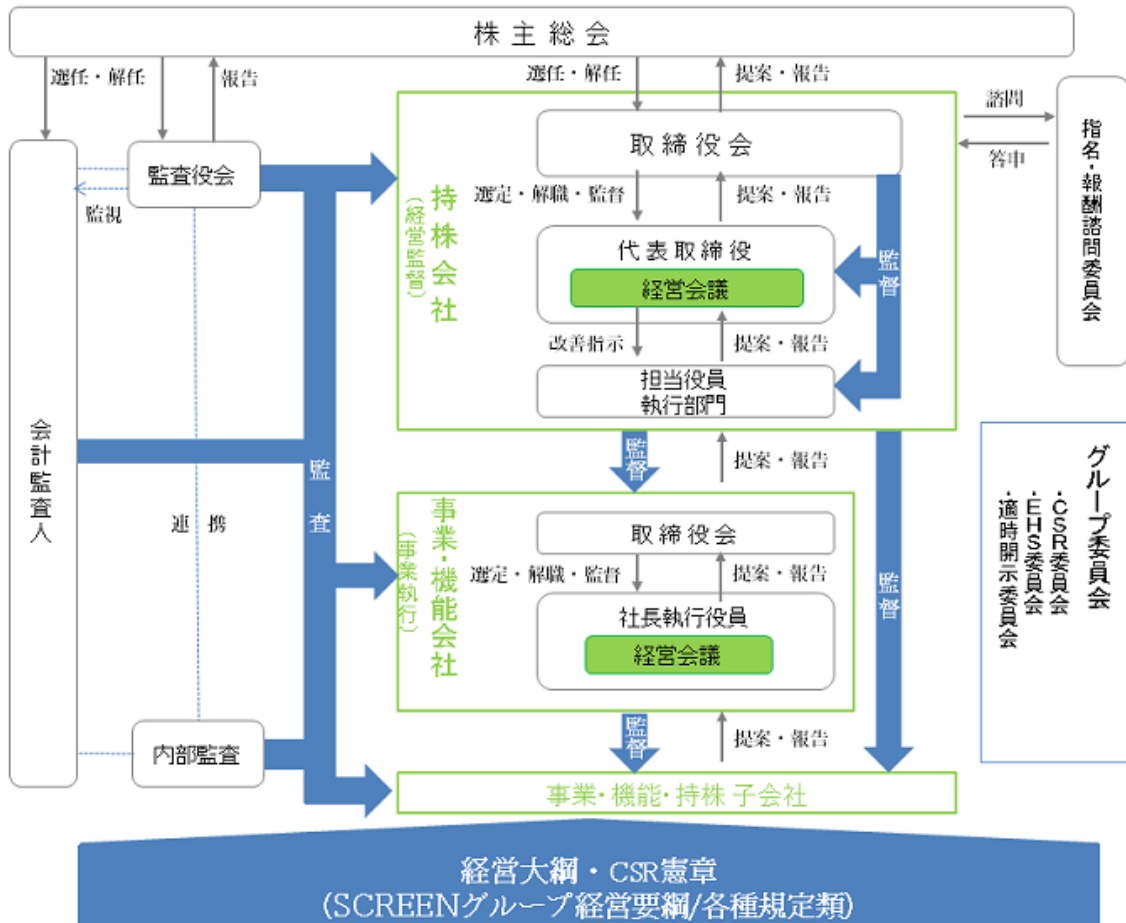 株主総会
選任・解任
報告
選任・解任
提案・報告
諮問
答申
指名・報酬諮問委員会
監査役会
監視
会計監査人
連携
内部監査
監査
持株会社
(経営監督)
取締役会
選定・解職・監督
提案・報告
代表取締役
経営会議
監督
改善指示
提案・報告
担当役員
執行部門
監督
提案・報告
事業・機能会社
(事業執行)
取締役会
選定・解職・監督
提案・報告
社長執行役員
経営会議
監督
グループ委員会
・CSR委員会
・EHS委員会
・適時開示委員会
監督
提案・報告
事業・機能・持株 子会社
経営大綱・CSR憲章
(SCREENグループ経営要綱/各種規定類)